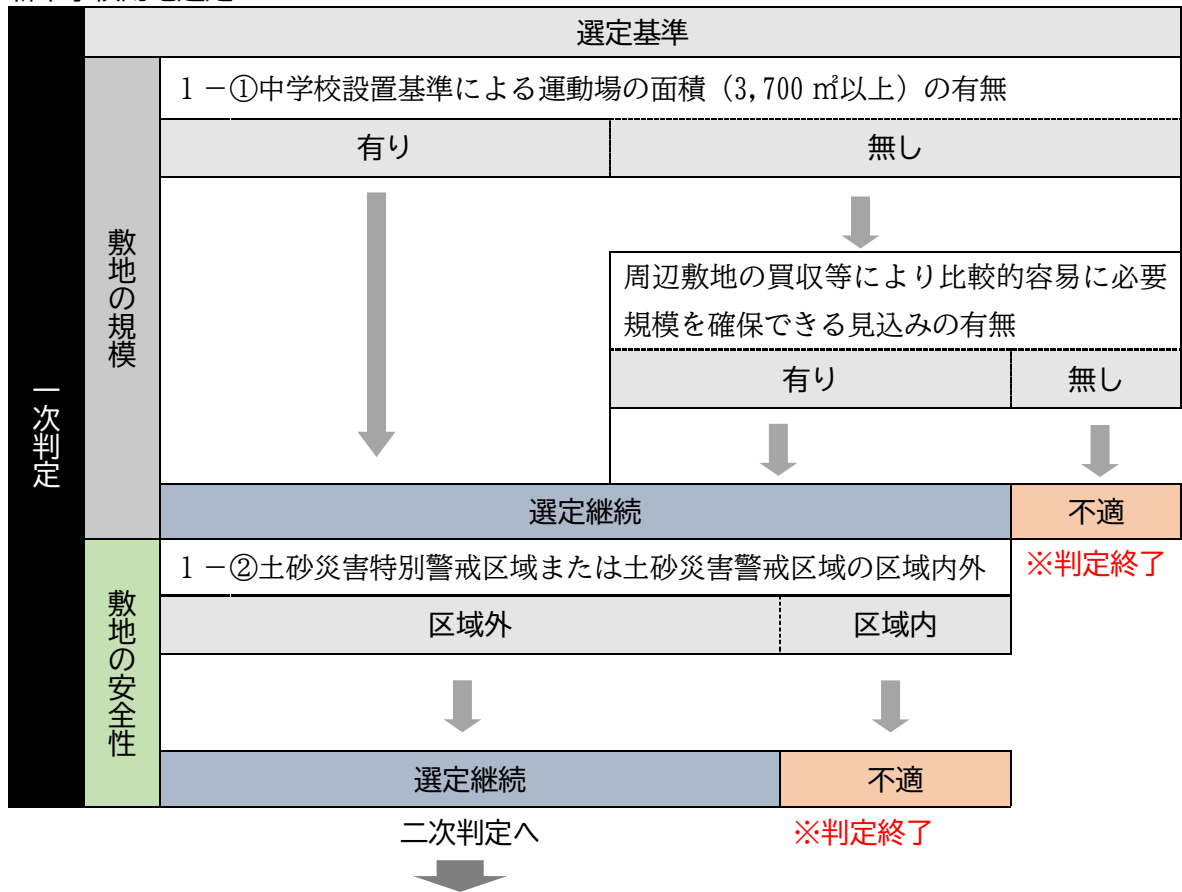 選定基準
一次判定
敷地の規模
１－①中学校設置基準による運動場の面積（3,700 ㎡以上）の有無
有り
無し
周辺敷地の買収等により比較的容易に必要
規模を確保できる見込みの有無
有り
無し
選定継続
不適
※判定終了
敷地の安全性
１－②土砂災害特別警戒区域または土砂災害警戒区域の区域内外
区域外
区域内
選定継続
不適
二次判定へ
※判定終了